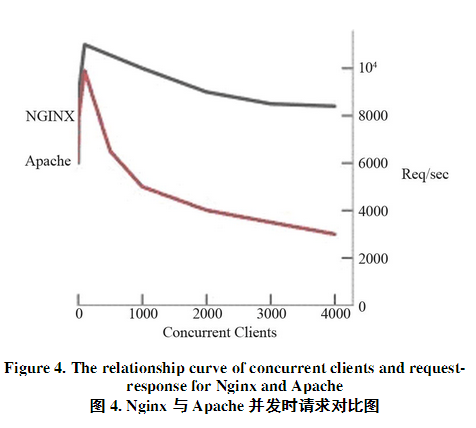 10⁴
NGINX
8000
Apache
6000
Req/sec
4000
2000
0
0 1000 2000 3000 4000
Concurrent Clients
Figure 4. The relationship curve of concurrent clients and request-
response for Nginx and Apache
图 4. Nginx 与 Apache 并发时请求对比图